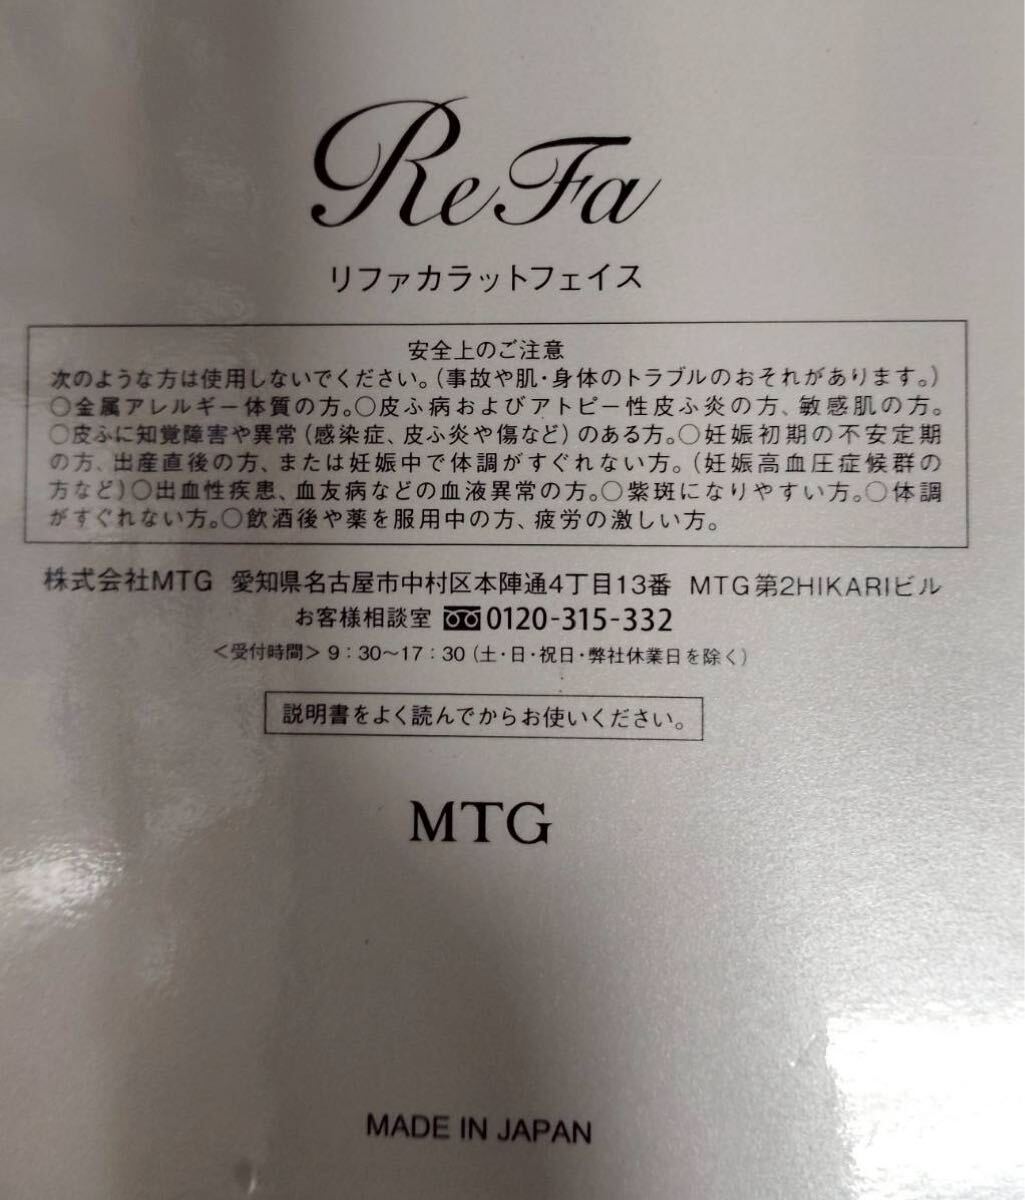 ReFa
リファカラットフェイス
安全上のご注意
次のような方は使用しないでください。(事故や肌・身体のトラブルのおそれがあります。)
○金属アレルギー体質の方。○皮ふ病およびアトピー性皮ふ炎の方、敏感肌の方。
○皮ふに知覚障害や異常(感染症、皮ふ炎や傷など)のある方。○妊娠初期の不安定期
の方、出産直後の方、または妊娠中で体調がすぐれない方。(妊娠高血圧症候群の
方など)○出血性疾患、血友病などの血液異常の方。○紫斑になりやすい方。○体調
がすぐれない方。○飲酒後や薬を服用中の方、疲労の激しい方。
株式会社MTG 愛知県名古屋市中村区本陣通4丁目13番 MTG第2HIKARIビル
お客様相談室 0120-315-332
<受付時間>9:30~17:30(土・日・祝日・弊社休業日を除く)
説明書をよく読んでからお使いください。
MTG
MADE IN JAPAN